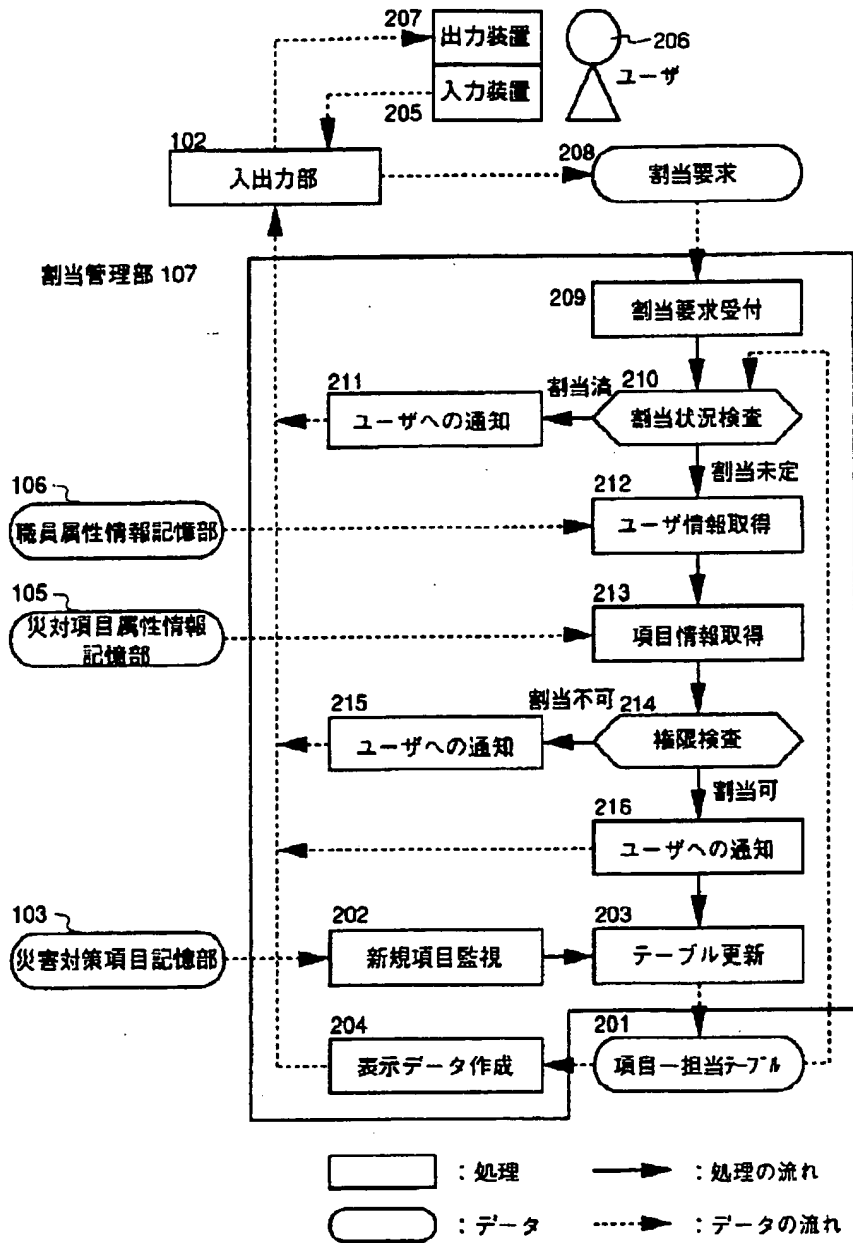 207
出力装置
206
ユーザ
入力装置
205
102
入出力部
208
割当要求
割当管理部 107
209
割当要求受付
211
ユーザへの通知
割当済
210
割当状況検査
割当未定
106
職員属性情報記憶部
212
ユーザ情報取得
105
災対項目属性情報
記憶部
213
項目情報取得
215
ユーザへの通知
割当不可
214
権限検査
割当可
216
ユーザへの通知
103
災害対策項目記憶部
202
新規項目監視
203
テーブル更新
204
表示データ作成
201
項目ー担当テーブル
:処理
:処理の流れ
:データ
:データの流れ